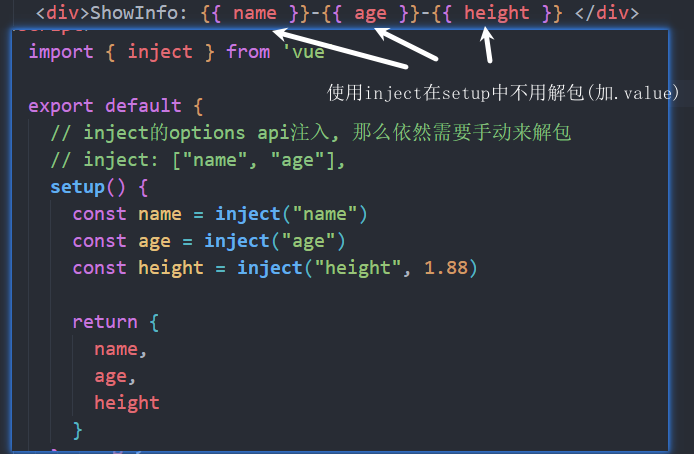 <div>ShowInfo: {{ name }}-{{ age }}-{{ height }} </div>
import { inject } from 'vue
使用inject在setup中不用解包(加.value)
export default {
// inject的options api注入, 那么依然需要手动来解包
// inject: ["name", "age"],
setup() {
const name = inject("name")
const age = inject("age")
const height = inject("height", 1.88)
return {
name,
age,
height
}